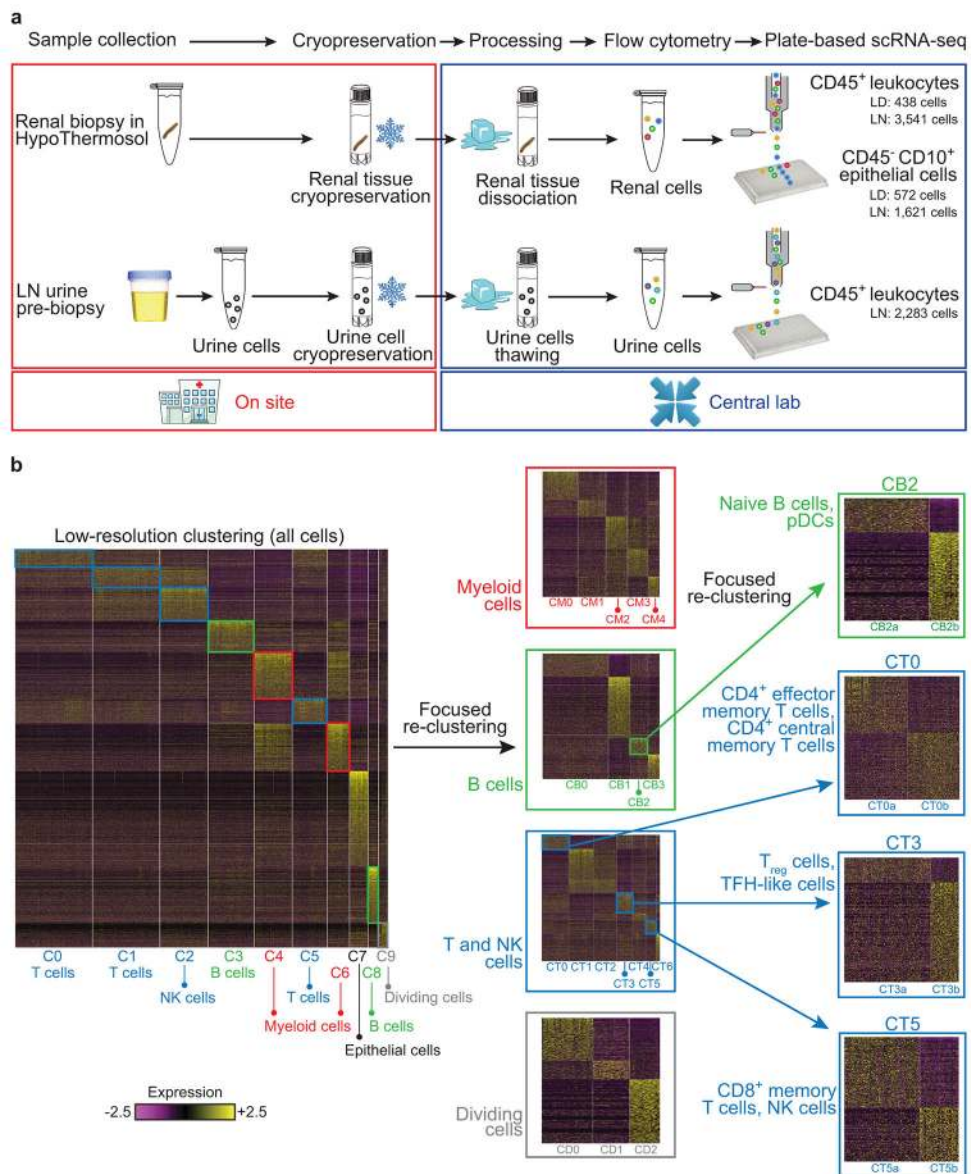 a
Sample collection
Cryopreservation
Processing
Flow cytometry
Plate-based scRNA-seq
Renal biopsy in
HypoThermosol
Renal tissue
cryopreservation
Renal tissue
dissociation
Renal cells
CD45⁺ leukocytes
LD: 438 cells
LN: 3,541 cells
CD45⁻ CD10⁺
epithelial cells
LD: 572 cells
LN: 1,621 cells
LN urine
pre-biopsy
Urine cells
Urine cell
cryopreservation
Urine cells
thawing
Urine cells
CD45⁺ leukocytes
LN: 2,283 cells
On site
Central lab
b
Low-resolution clustering (all cells)
C0
T cells
C1
T cells
C2
NK cells
C3
B cells
C4
Myeloid cells
C5
T cells
C6
C7
Epithelial cells
C8
B cells
C9
Dividing cells
Expression
-2.5
+2.5
Focused
re-clustering
Myeloid
cells
CM0
CM1
CM2
CM3
CM4
B cells
CB0
CB1
CB2
CB3
T and NK
cells
CT0
CT1
CT2
CT3
CT4
CT5
CT6
Dividing
cells
CD0
CD1
CD2
Focused
re-clustering
CB2
Naive B cells,
pDCs
CB2a
CB2b
CT0
CD4⁺ effector
memory T cells,
CD4⁺ central
memory T cells
CT0a
CT0b
CT3
Treg cells,
TFH-like cells
CT3a
CT3b
CT5
CD8⁺ memory
T cells, NK cells
CT5a
CT5b